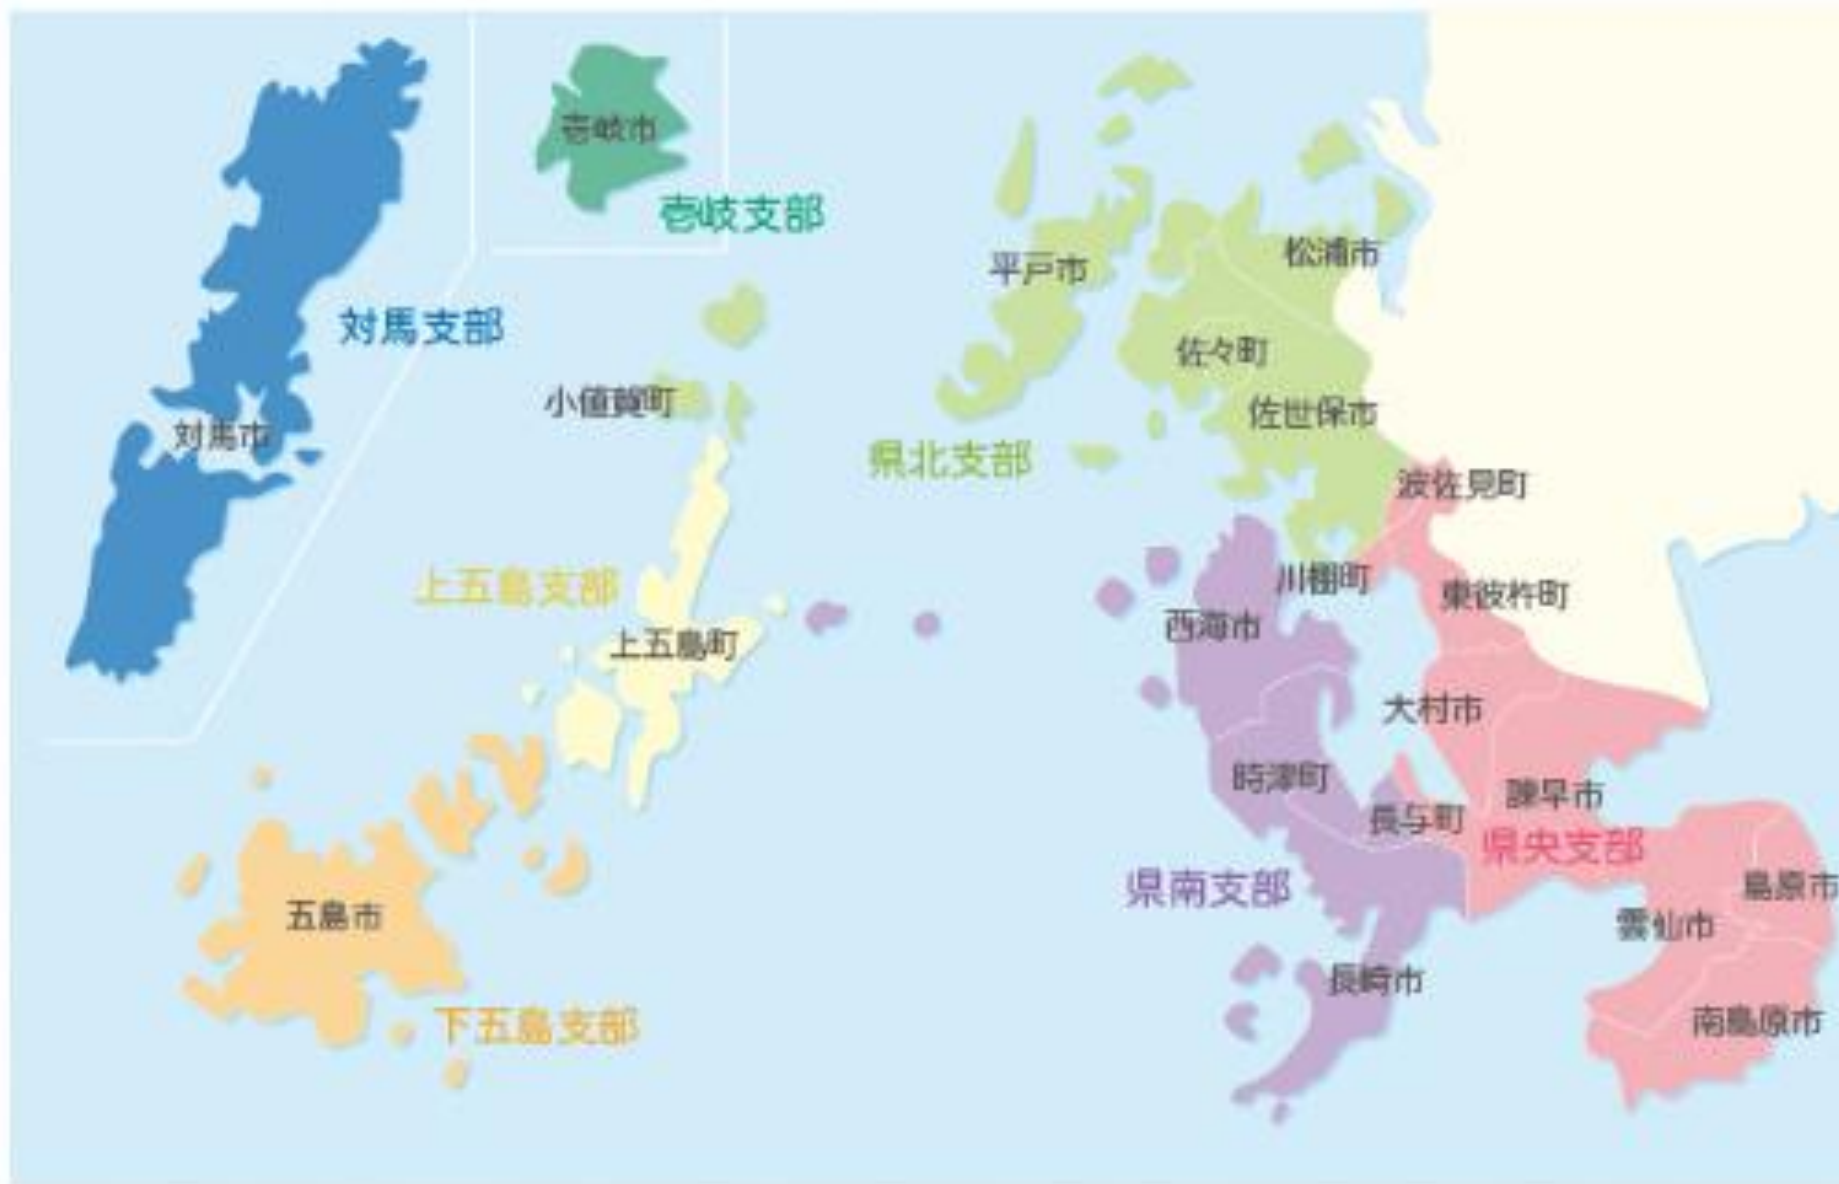 壱岐市
壱岐支部
対馬支部
対馬市
平戸市
松浦市
佐々町
小値賀町
佐世保市
県北支部
波佐見町
上五島支部
川棚町
東彼杵町
西海市
上五島町
大村市
時津町
諫早市
長与町
県央支部
県南支部
島原市
五島市
雲仙市
長崎市
南島原市
下五島支部